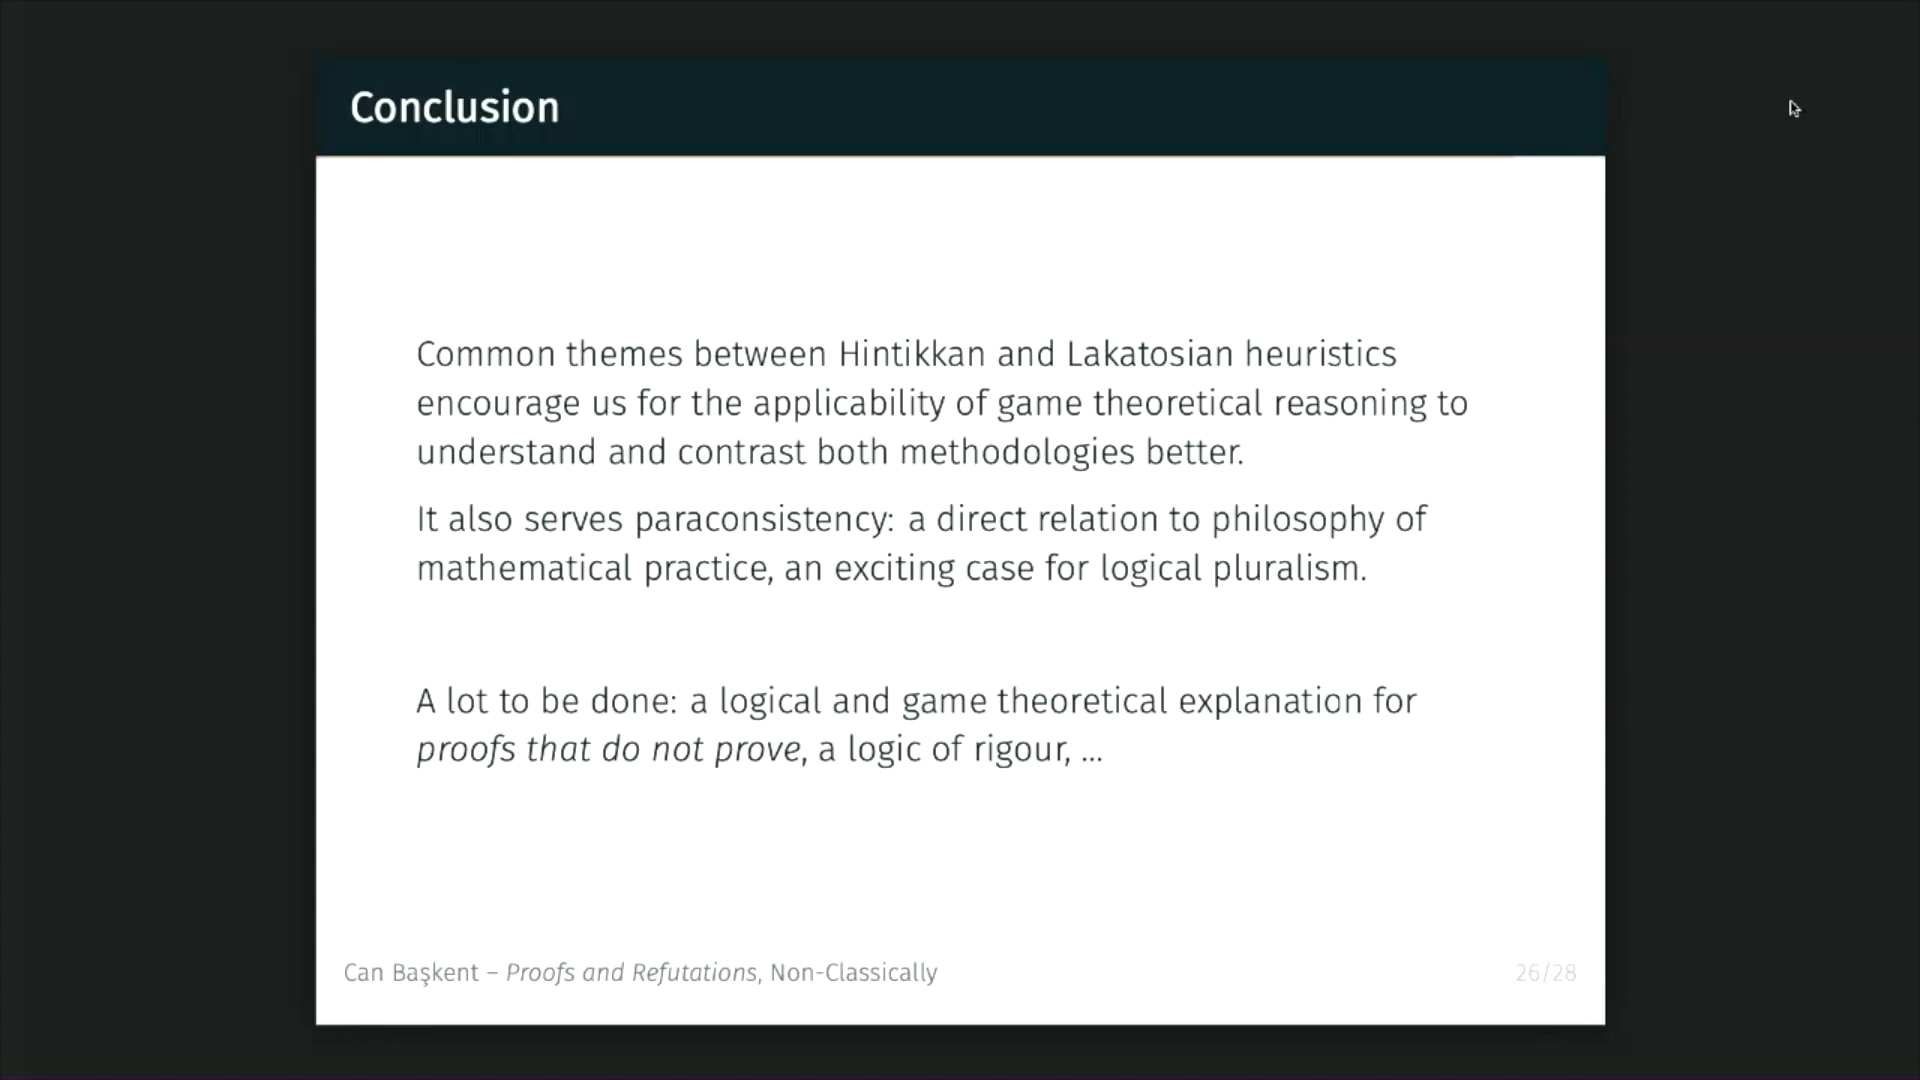 Conclusion
Common themes between Hintikkan and Lakatosian heuristics
encourage us for the applicability of game theoretical reasoning to
understand and contrast both methodologies better.
It also serves paraconsistency: a direct relation to philosophy of
mathematical practice, an exciting case for logical pluralism.
A lot to be done: a logical and game theoretical explanation for
proofs that do not prove, a logic of rigour, ...
Can Başkent – Proofs and Refutations, Non-Classically
26/28